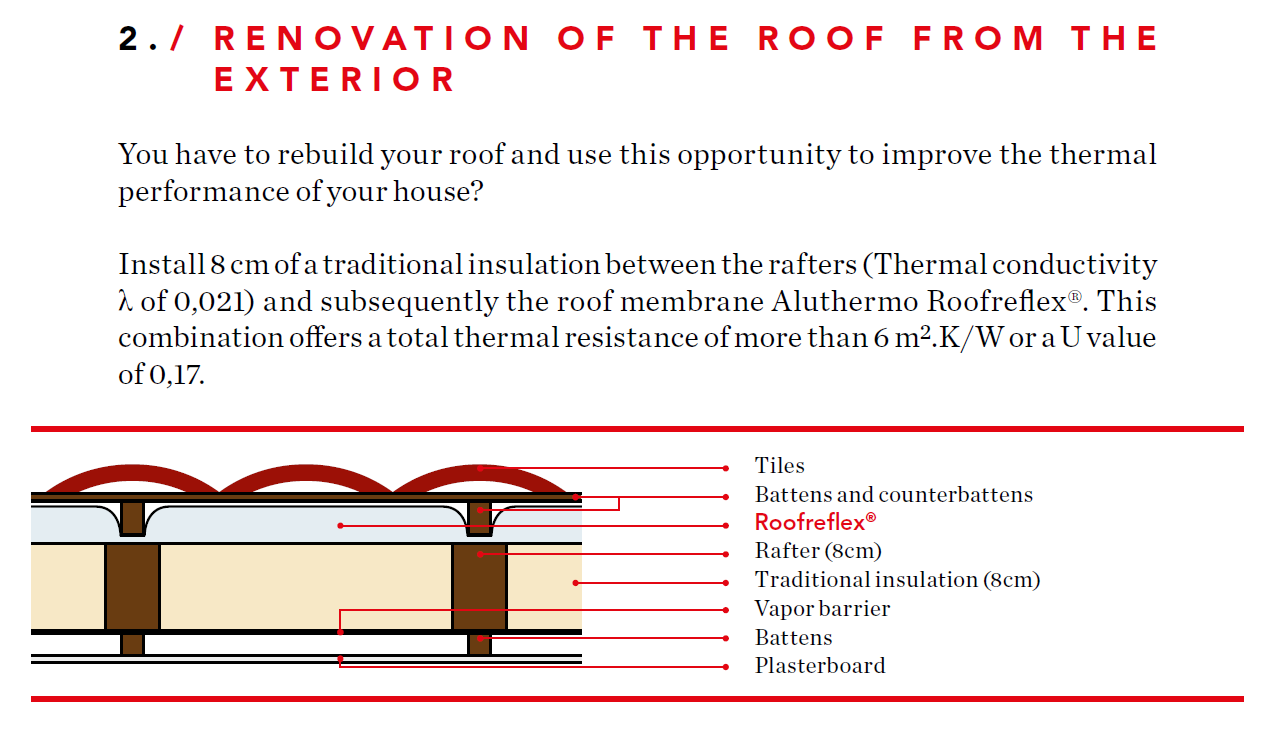 2./ RENOVATION OF THE ROOF FROM THE
EXTERIOR
You have to rebuild your roof and use this opportunity to improve the thermal
performance of your house?
Install 8 cm of a traditional insulation between the rafters (Thermal conductivity
λ of 0,021) and subsequently the roof membrane Aluthermo Roofreflex®. This
combination offers a total thermal resistance of more than 6 m².K/W or a U value
of 0,17.
Tiles
Battens and counterbattens
Roofreflex®
Rafter (8cm)
Traditional insulation (8cm)
Vapor barrier
Battens
Plasterboard